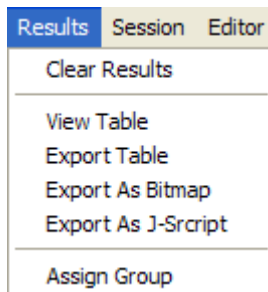 Results Session Editor
Clear Results
View Table
Export Table
Export As Bitmap
Export As J-Srcript
Assign Group